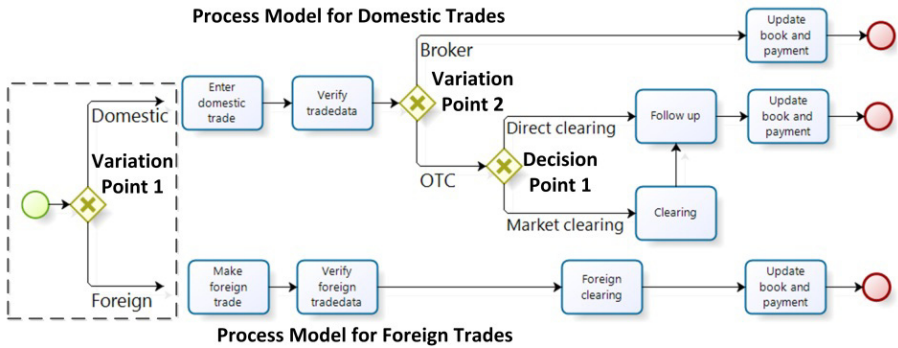 Process Model for Domestic Trades
Broker
Update
book and
payment
Enter
domestic
trade
Verify
tradedata
Variation
Point 2
Domestic
Direct clearing
Follow up
Update
book and
payment
Variation
Point 1
OTC
Decision
Point 1
Market clearing
Clearing
Foreign
Make
foreign
trade
Verify
foreign
tradedata
Foreign
clearing
Update
book and
payment
Process Model for Foreign Trades